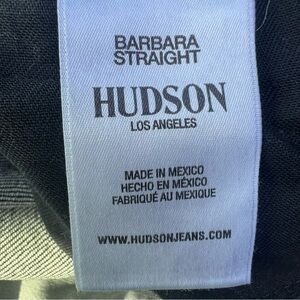 BARBARA
STRAIGHT
HUDSON
LOS ANGELES
MADE IN MEXICO
HECHO EN MÉXICO
FABRIQUÉ AU MEXIQUE
WWW.HUDSONJEANS.COM